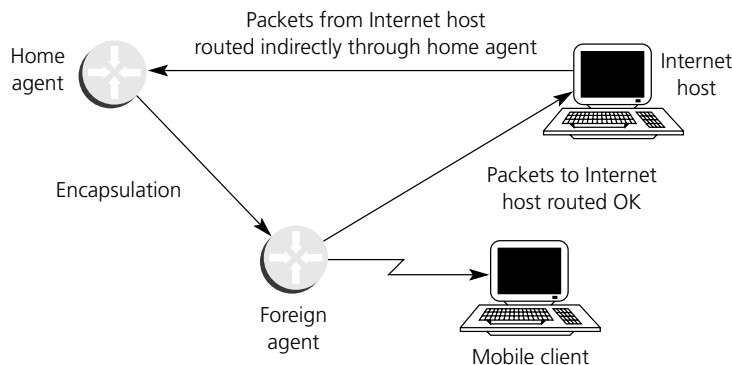 Packets from Internet host
routed indirectly through home agent
Home
agent
Internet
host
Encapsulation
Packets to Internet
host routed OK
Foreign
agent
Mobile client